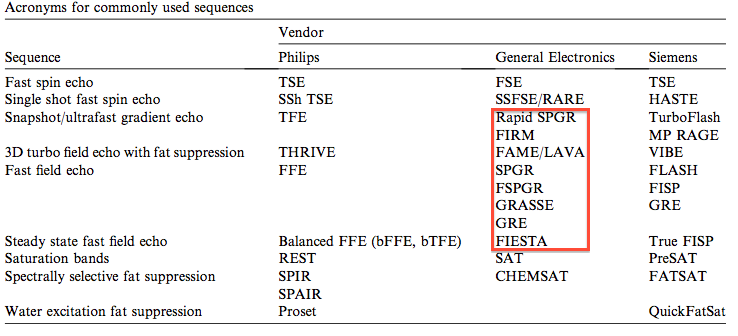 Acronyms for commonly used sequences
Vendor
Sequence Philips General Electronics Siemens
Fast spin echo TSE FSE TSE
Single shot fast spin echo SSh TSE SSFSE/RARE HASTE
Snapshot/ultrafast gradient echo TFE Rapid SPGR TurboFlash
FIRM MP RAGE
3D turbo field echo with fat suppression THRIVE FAME/LAVA VIBE
Fast field echo FFE SPGR FLASH
FSPGR FISP
GRASSE GRE
GRE
Steady state fast field echo Balanced FFE (bFFE, bTFE) FIESTA True FISP
Saturation bands REST SAT PreSAT
Spectrally selective fat suppression SPIR CHEMSAT FATSAT
SPAIR
Water excitation fat suppression Proset QuickFatSat